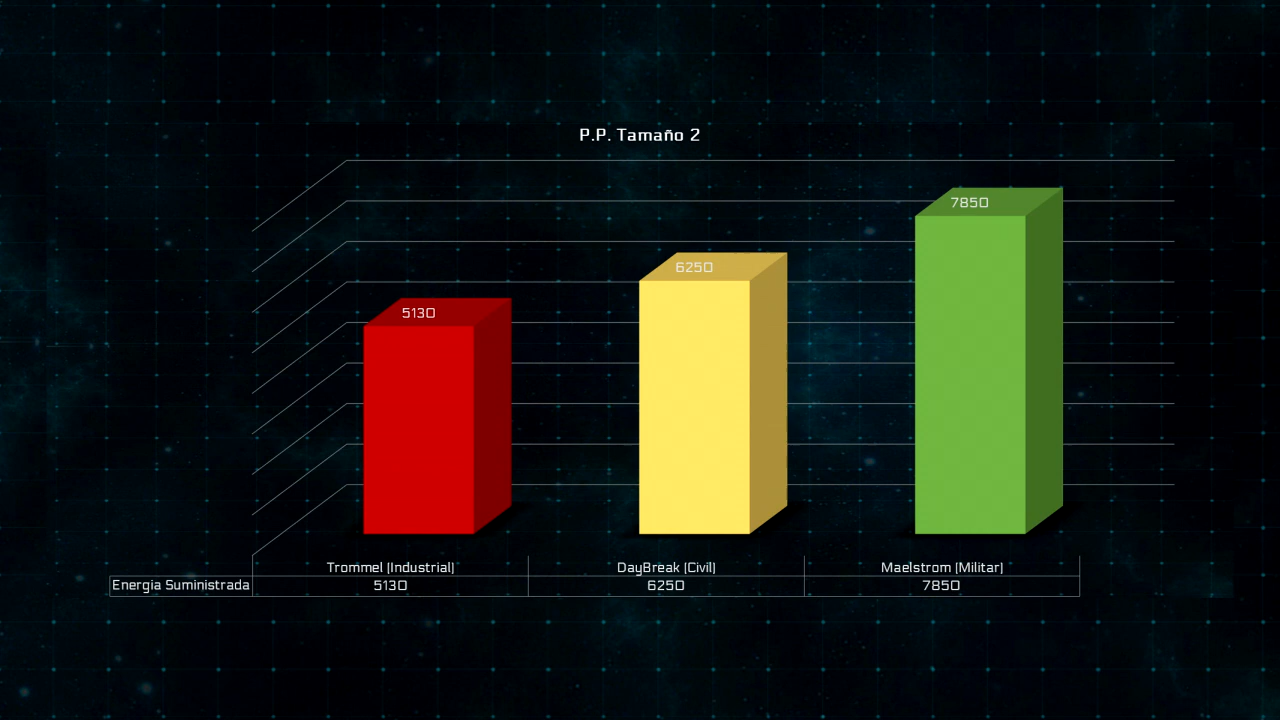 P.P. Tamaño 2
7850
6250
5130
Trommel (Industrial) DayBreak (Civil) Maelstrom (Militar)
Energia Suministrada 5130 6250 7850